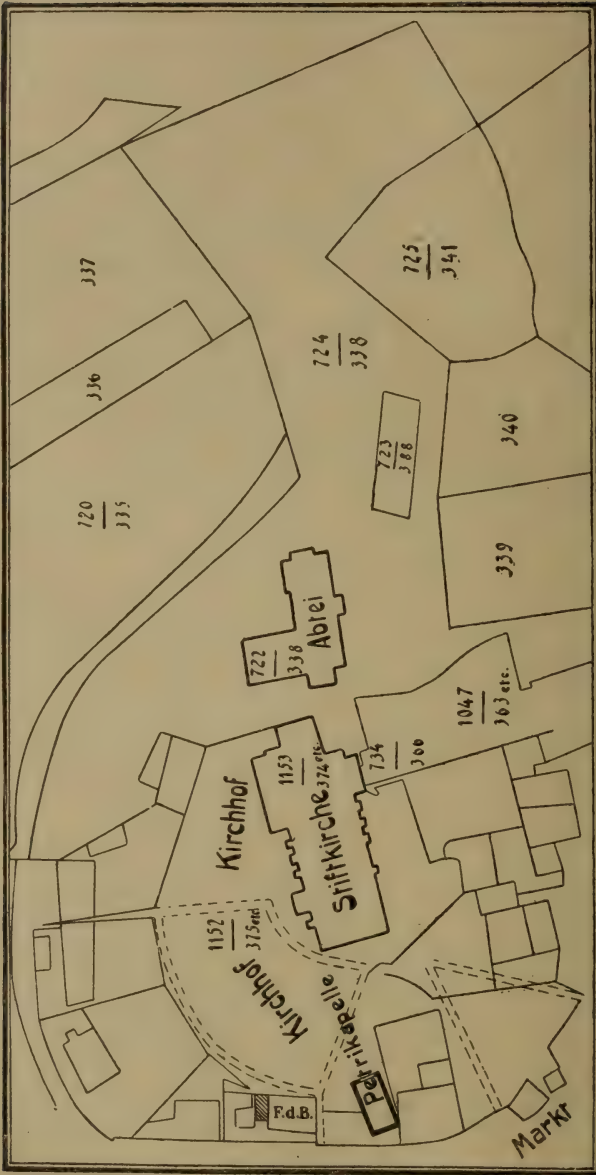 337
336
720
335
725
341
724
338
723
388
340
339
Abtei
722
338
1047
363 etc.
734
366
1153
374 etc.
Stiftkirche
Kirchhof
1152
375 etc
Kirchhof
Petrikapelle
F.d.B.
Markt